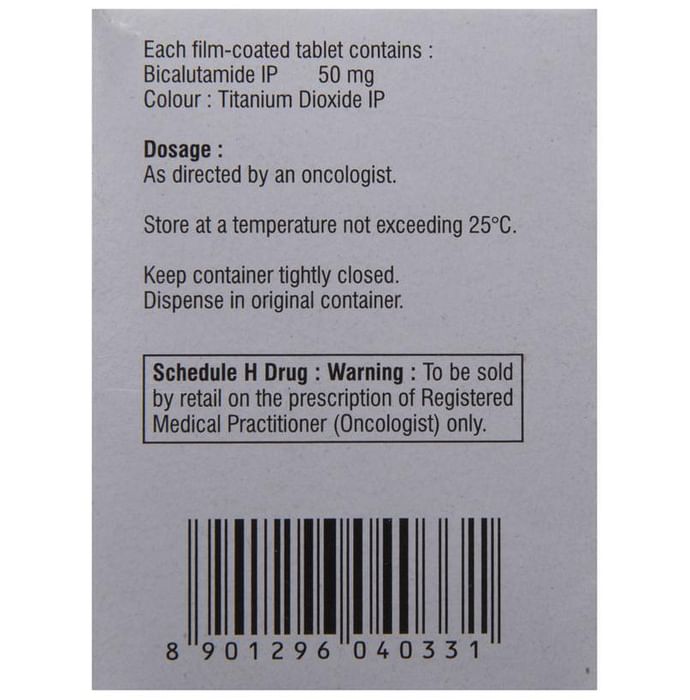 Each film-coated tablet contains :
Bicalutamide IP 50 mg
Colour : Titanium Dioxide IP
Dosage :
As directed by an oncologist.
Store at a temperature not exceeding 25°C.
Keep container tightly closed.
Dispense in original container.
Schedule H Drug : Warning : To be sold
by retail on the prescription of Registered
Medical Practitioner (Oncologist) only.
8 901296 040331